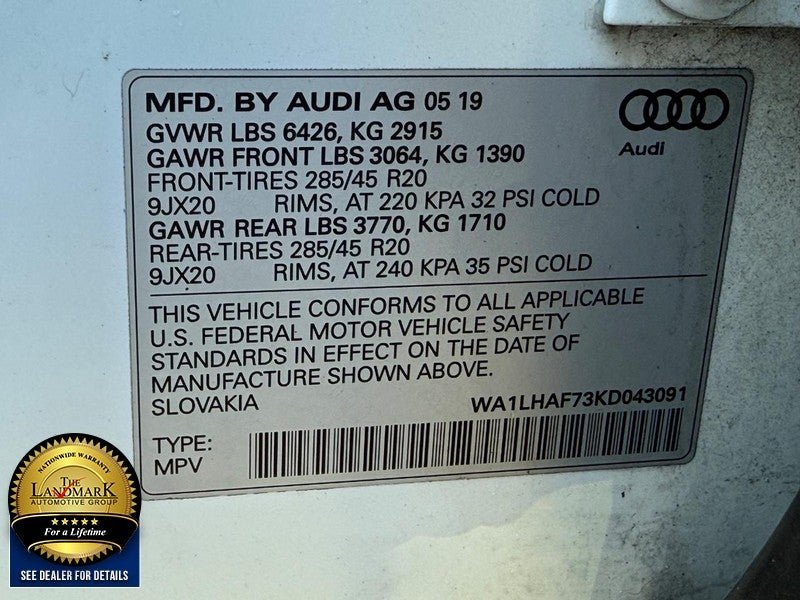 MFD. BY AUDI AG 05 19
GVWR LBS 6426, KG 2915
GAWR FRONT LBS 3064, KG 1390
FRONT-TIRES 285/45 R20
9JX20 RIMS, AT 220 KPA 32 PSI COLD
GAWR REAR LBS 3770, KG 1710
REAR-TIRES 285/45 R20
9JX20 RIMS, AT 240 KPA 35 PSI COLD
Audi
THIS VEHICLE CONFORMS TO ALL APPLICABLE
U.S. FEDERAL MOTOR VEHICLE SAFETY
STANDARDS IN EFFECT ON THE DATE OF
MANUFACTURE SHOWN ABOVE.
SLOVAKIA WA1LHAF73KD043091
TYPE:
MPV
NATIONWIDE WARRANTY
THE
LANDMARK
AUTOMOTIVE GROUP
For a Lifetime
SEE DEALER FOR DETAILS